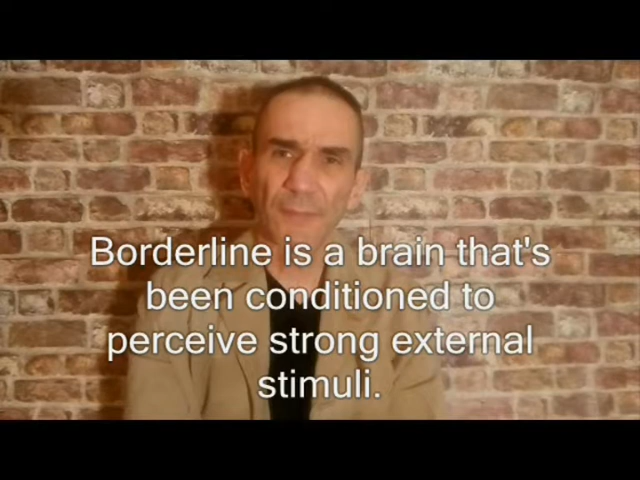 Borderline is a brain that's
been conditioned to
perceive strong external
stimuli.